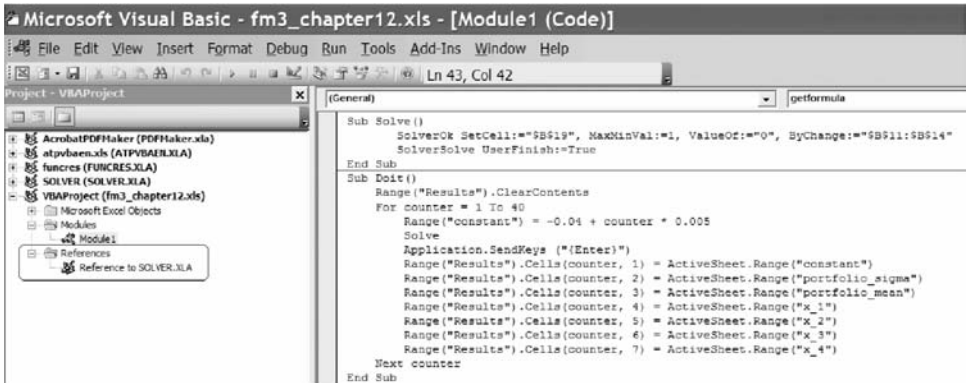 Microsoft Visual Basic - fm3_chapter12.xls - [Module1 (Code)]
File Edit View Insert Format Debug Run Tools Add-Ins Window Help
Ln 43, Col 42
Project - VBAProject
(General) getformula
AcrobatPDFMaker (PDFMaker.xla)
atpvbaen.xls (ATPVBAEN.XLA)
funcres (FUNCRES.XLA)
SOLVER (SOLVER.XLA)
VBAProject (fm3_chapter12.xls)
Microsoft Excel Objects
Modules
Module1
References
Reference to SOLVER.XLA
Sub Solve()
SolverOk SetCell:="$B$19", MaxMinVal:=1, ValueOf:="0", ByChange:="$B$11:$B$14"
SolverSolve UserFinish:=True
End Sub
Sub Doit()
Range("Results").ClearContents
For counter = 1 To 40
Range("constant") = -0.04 + counter * 0.005
Solve
Application.SendKeys ("{Enter}")
Range("Results").Cells(counter, 1) = ActiveSheet.Range("constant")
Range("Results").Cells(counter, 2) = ActiveSheet.Range("portfolio_sigma")
Range("Results").Cells(counter, 3) = ActiveSheet.Range("portfolio_mean")
Range("Results").Cells(counter, 4) = ActiveSheet.Range("x_1")
Range("Results").Cells(counter, 5) = ActiveSheet.Range("x_2")
Range("Results").Cells(counter, 6) = ActiveSheet.Range("x_3")
Range("Results").Cells(counter, 7) = ActiveSheet.Range("x_4")
Next counter
End Sub